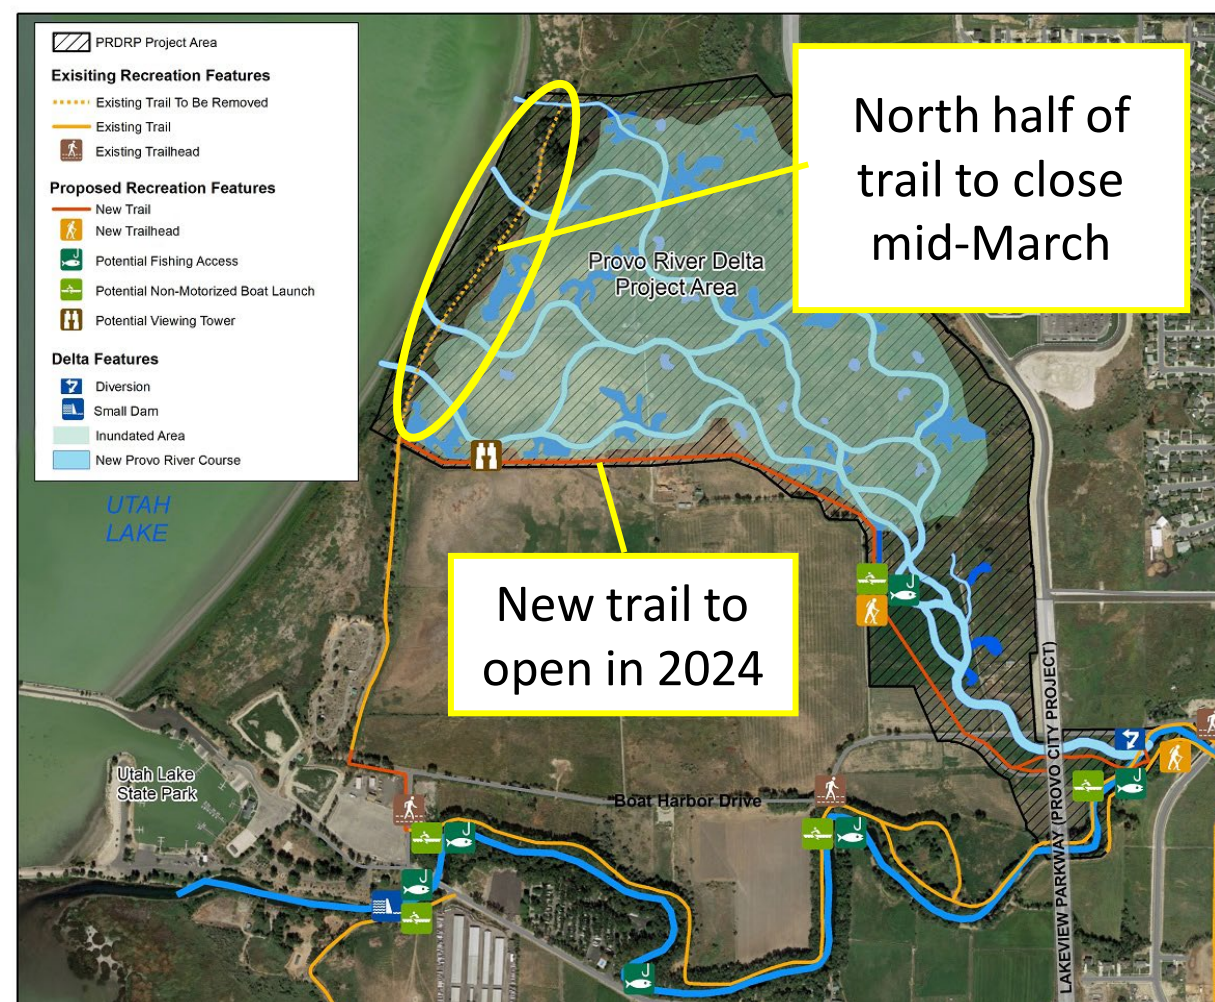 PRDRP Project Area
Exisiting Recreation Features
Existing Trail To Be Removed
Existing Trail
Existing Trailhead
Proposed Recreation Features
New Trail
New Trailhead
Potential Fishing Access
Potential Non-Motorized Boat Launch
Potential Viewing Tower
Delta Features
Diversion
Small Dam
Inundated Area
New Provo River Course
North half of
trail to close
mid-March
Provo River Delta
Project Area
UTAH
LAKE
New trail to
open in 2024
Utah Lake
State Park
Boat Harbor Drive
LAKEVIEW PARKWAY (PROVO CITY PROJECT)